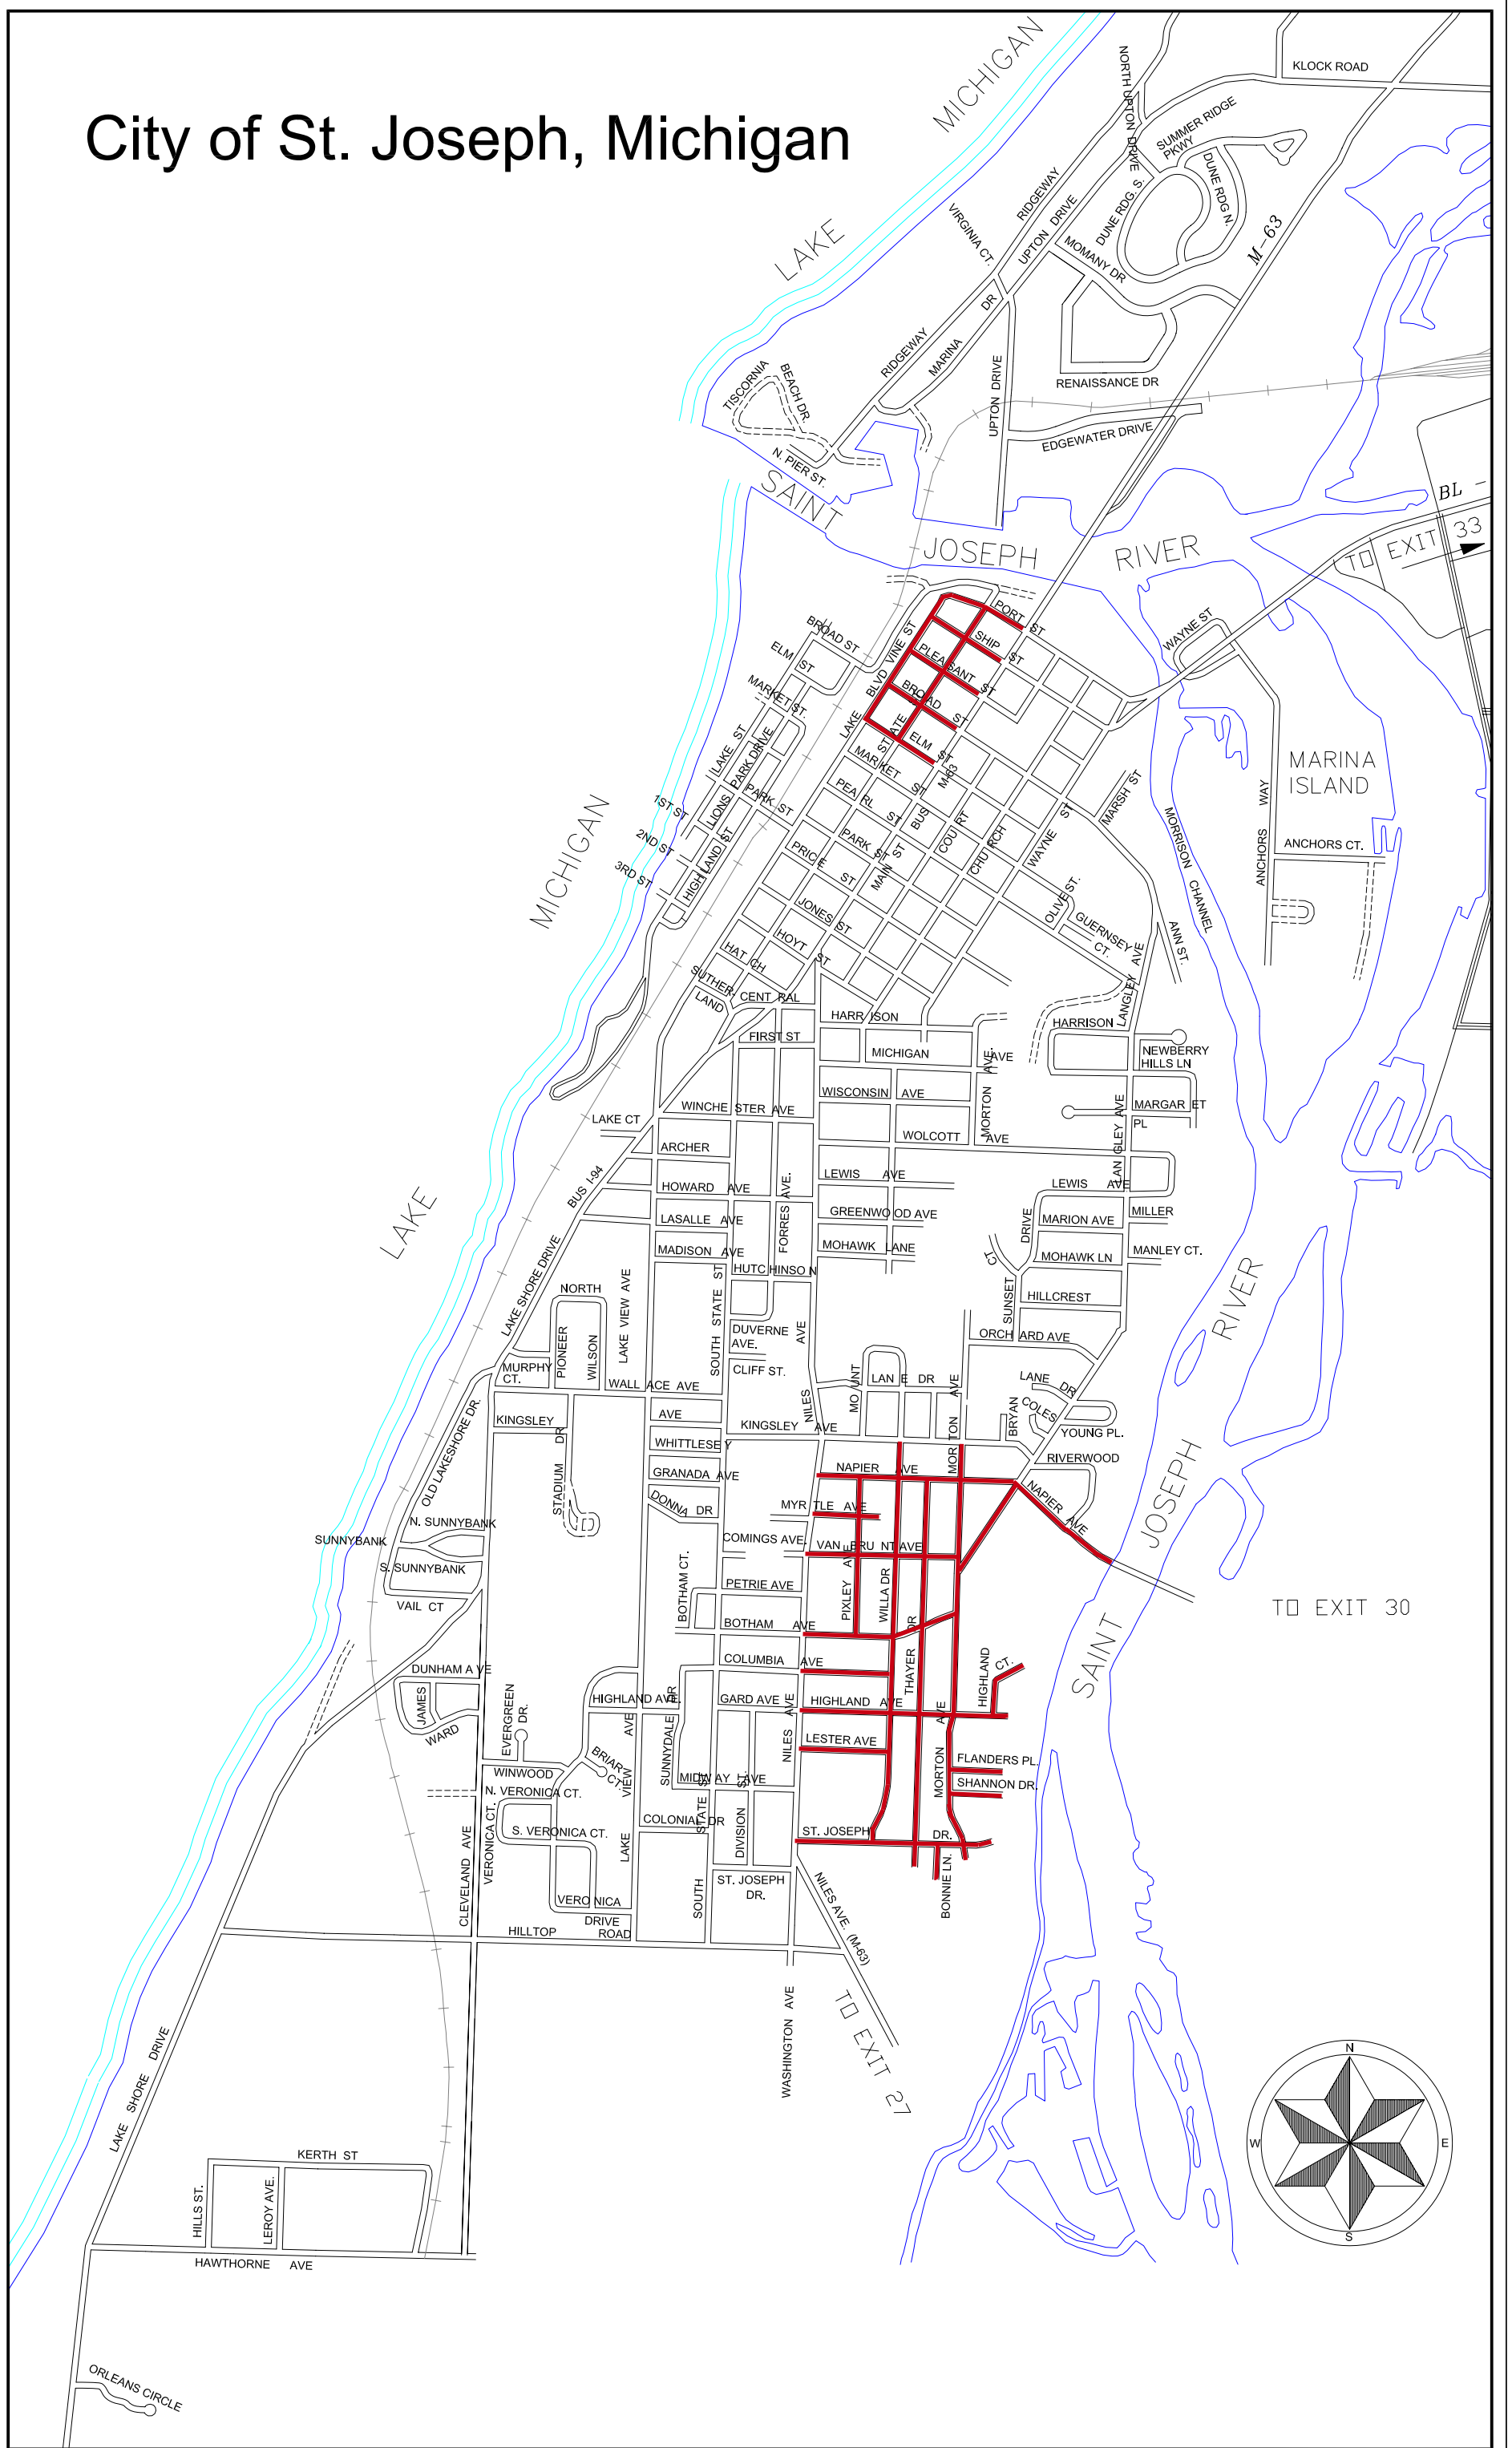 City of St. Joseph, Michigan
MICHIGAN
LAKE
KLOCK ROAD
NORTH UPTON DRIVE
SUMMER RIDGE
PKWY
DUNE RDG N.
DUNE RDG. S.
RIDGEWAY
VIRGINIA CT.
UPTON DRIVE
MOMANY DR
M-63
RIDGEWAY
MARINA DR
UPTON DRIVE
RENAISSANCE DR
EDGEWATER DRIVE
TISCORNIA
BEACH DR.
N. PIER ST.
SAINT
JOSEPH
RIVER
BL -
TO EXIT 33
PORT ST
SHIP ST
PLEASANT ST
BROAD ST
ELM ST
MARKET ST
PEARL ST
PARK ST
PRICE ST
JONES ST
HOYT ST
HATCH
SUTHER-
LAND
BROAD ST
ELM ST
MARKET ST.
LAKE ST
LIONS PARK DRIVE
PARK ST
HIGHLAND ST
1ST ST
2ND ST
3RD ST
VINE ST
LAKE BLVD
STATE
MAIN ST
BUS M-63
COURT
CHURCH
WAYNE ST
MARSH ST
WAYNE ST
OLIVE ST.
GUERNSEY
CT.
ANN ST.
LANGLEY AVE
MORRISON CHANNEL
MARINA
ISLAND
ANCHORS WAY
ANCHORS CT.
MICHIGAN
LAKE
CENTRAL
HARRISON
FIRST ST
MICHIGAN AVE
HARRISON
NEWBERRY
HILLS LN
WISCONSIN AVE
MORTON AVE.
MARGARET
PL
WINCHESTER AVE
LAKE CT
WOLCOTT AVE
LANGLEY AVE
ARCHER
BUS I-94
LEWIS AVE
LEWIS AVE
HOWARD AVE
FORRES AVE.
GREENWOOD AVE
MARION AVE
MILLER
LASALLE AVE
MADISON AVE
MOHAWK LANE
MOHAWK LN
MANLEY CT.
HUTCHINSON
CT
SUNSET DRIVE
HILLCREST
LAKE SHORE DRIVE
NORTH
PIONEER
WILSON
LAKE VIEW AVE
SOUTH STATE ST
DUVERNE
AVE.
CLIFF ST.
NILES AVE
ORCHARD AVE
MURPHY
CT.
WALLACE AVE
MOUNT
LANE DR
MORTON AVE
LANE DR
COLES
BRYAN
YOUNG PL.
KINGSLEY
AVE
KINGSLEY AVE
OLD LAKESHORE DR.
STADIUM DR
WHITTLESEY
GRANADA AVE
DONNA DR
NAPIER AVE
RIVERWOOD
NAPIER AVE
MYRTLE AVE
COMINGS AVE.
VAN BRUNT AVE
N. SUNNYBANK
SUNNYBANK
S. SUNNYBANK
VAIL CT
BOTHAM CT.
PETRIE AVE
PIXLEY AVE
WILLA DR
THAYER DR
BOTHAM AVE
COLUMBIA AVE
TO EXIT 30
SAINT
JOSEPH
RIVER
DUNHAM AVE
JAMES
WARD
EVERGREEN
DR.
HIGHLAND AVE.
SUNNYDALE DR
GARD AVE
NILES AVE
HIGHLAND AVE
HIGHLAND CT.
LESTER AVE
MORTON AVE
FLANDERS PL.
SHANNON DR.
WINWOOD
BRIAR
CT.
LAKE VIEW AVE
MIDWAY AVE
N. VERONICA CT.
S. VERONICA CT.
VERONICA CT.
CLEVELAND AVE
COLONIAL DR
SOUTH STATE ST
DIVISION ST.
ST. JOSEPH
DR.
ST. JOSEPH DR.
BONNIE LN.
VERONICA
DRIVE
HILLTOP ROAD
NILES AVE. (M-63)
TO EXIT 27
WASHINGTON AVE
LAKE SHORE DRIVE
KERTH ST
HILLS ST.
LEROY AVE.
HAWTHORNE AVE
ORLEANS CIRCLE
N
W
E
S